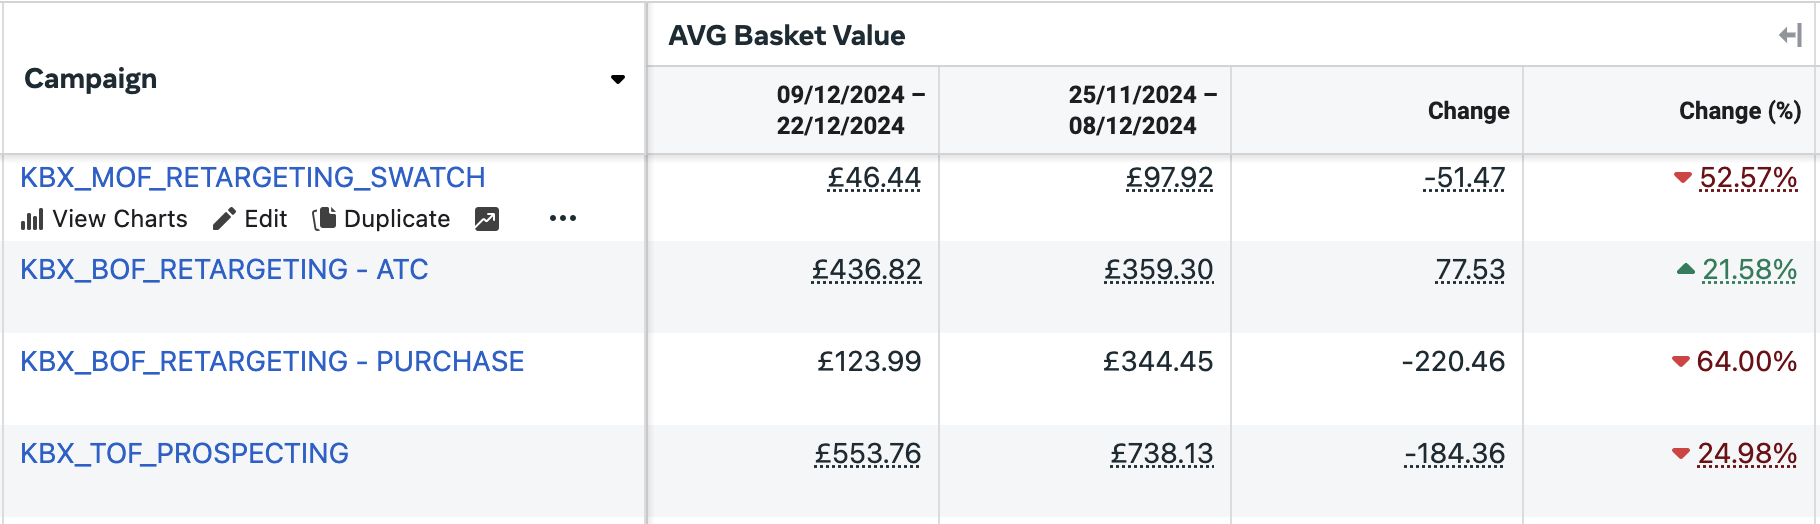 Campaign
AVG Basket Value
09/12/2024 – 22/12/2024
25/11/2024 – 08/12/2024
Change
Change (%)
KBX_MOF_RETARGETING_SWATCH £46.44 £97.92 -51.47 52.57%
View Charts Edit Duplicate
KBX_BOF_RETARGETING - ATC £436.82 £359.30 77.53 21.58%
KBX_BOF_RETARGETING - PURCHASE £123.99 £344.45 -220.46 64.00%
KBX_TOF_PROSPECTING £553.76 £738.13 -184.36 24.98%